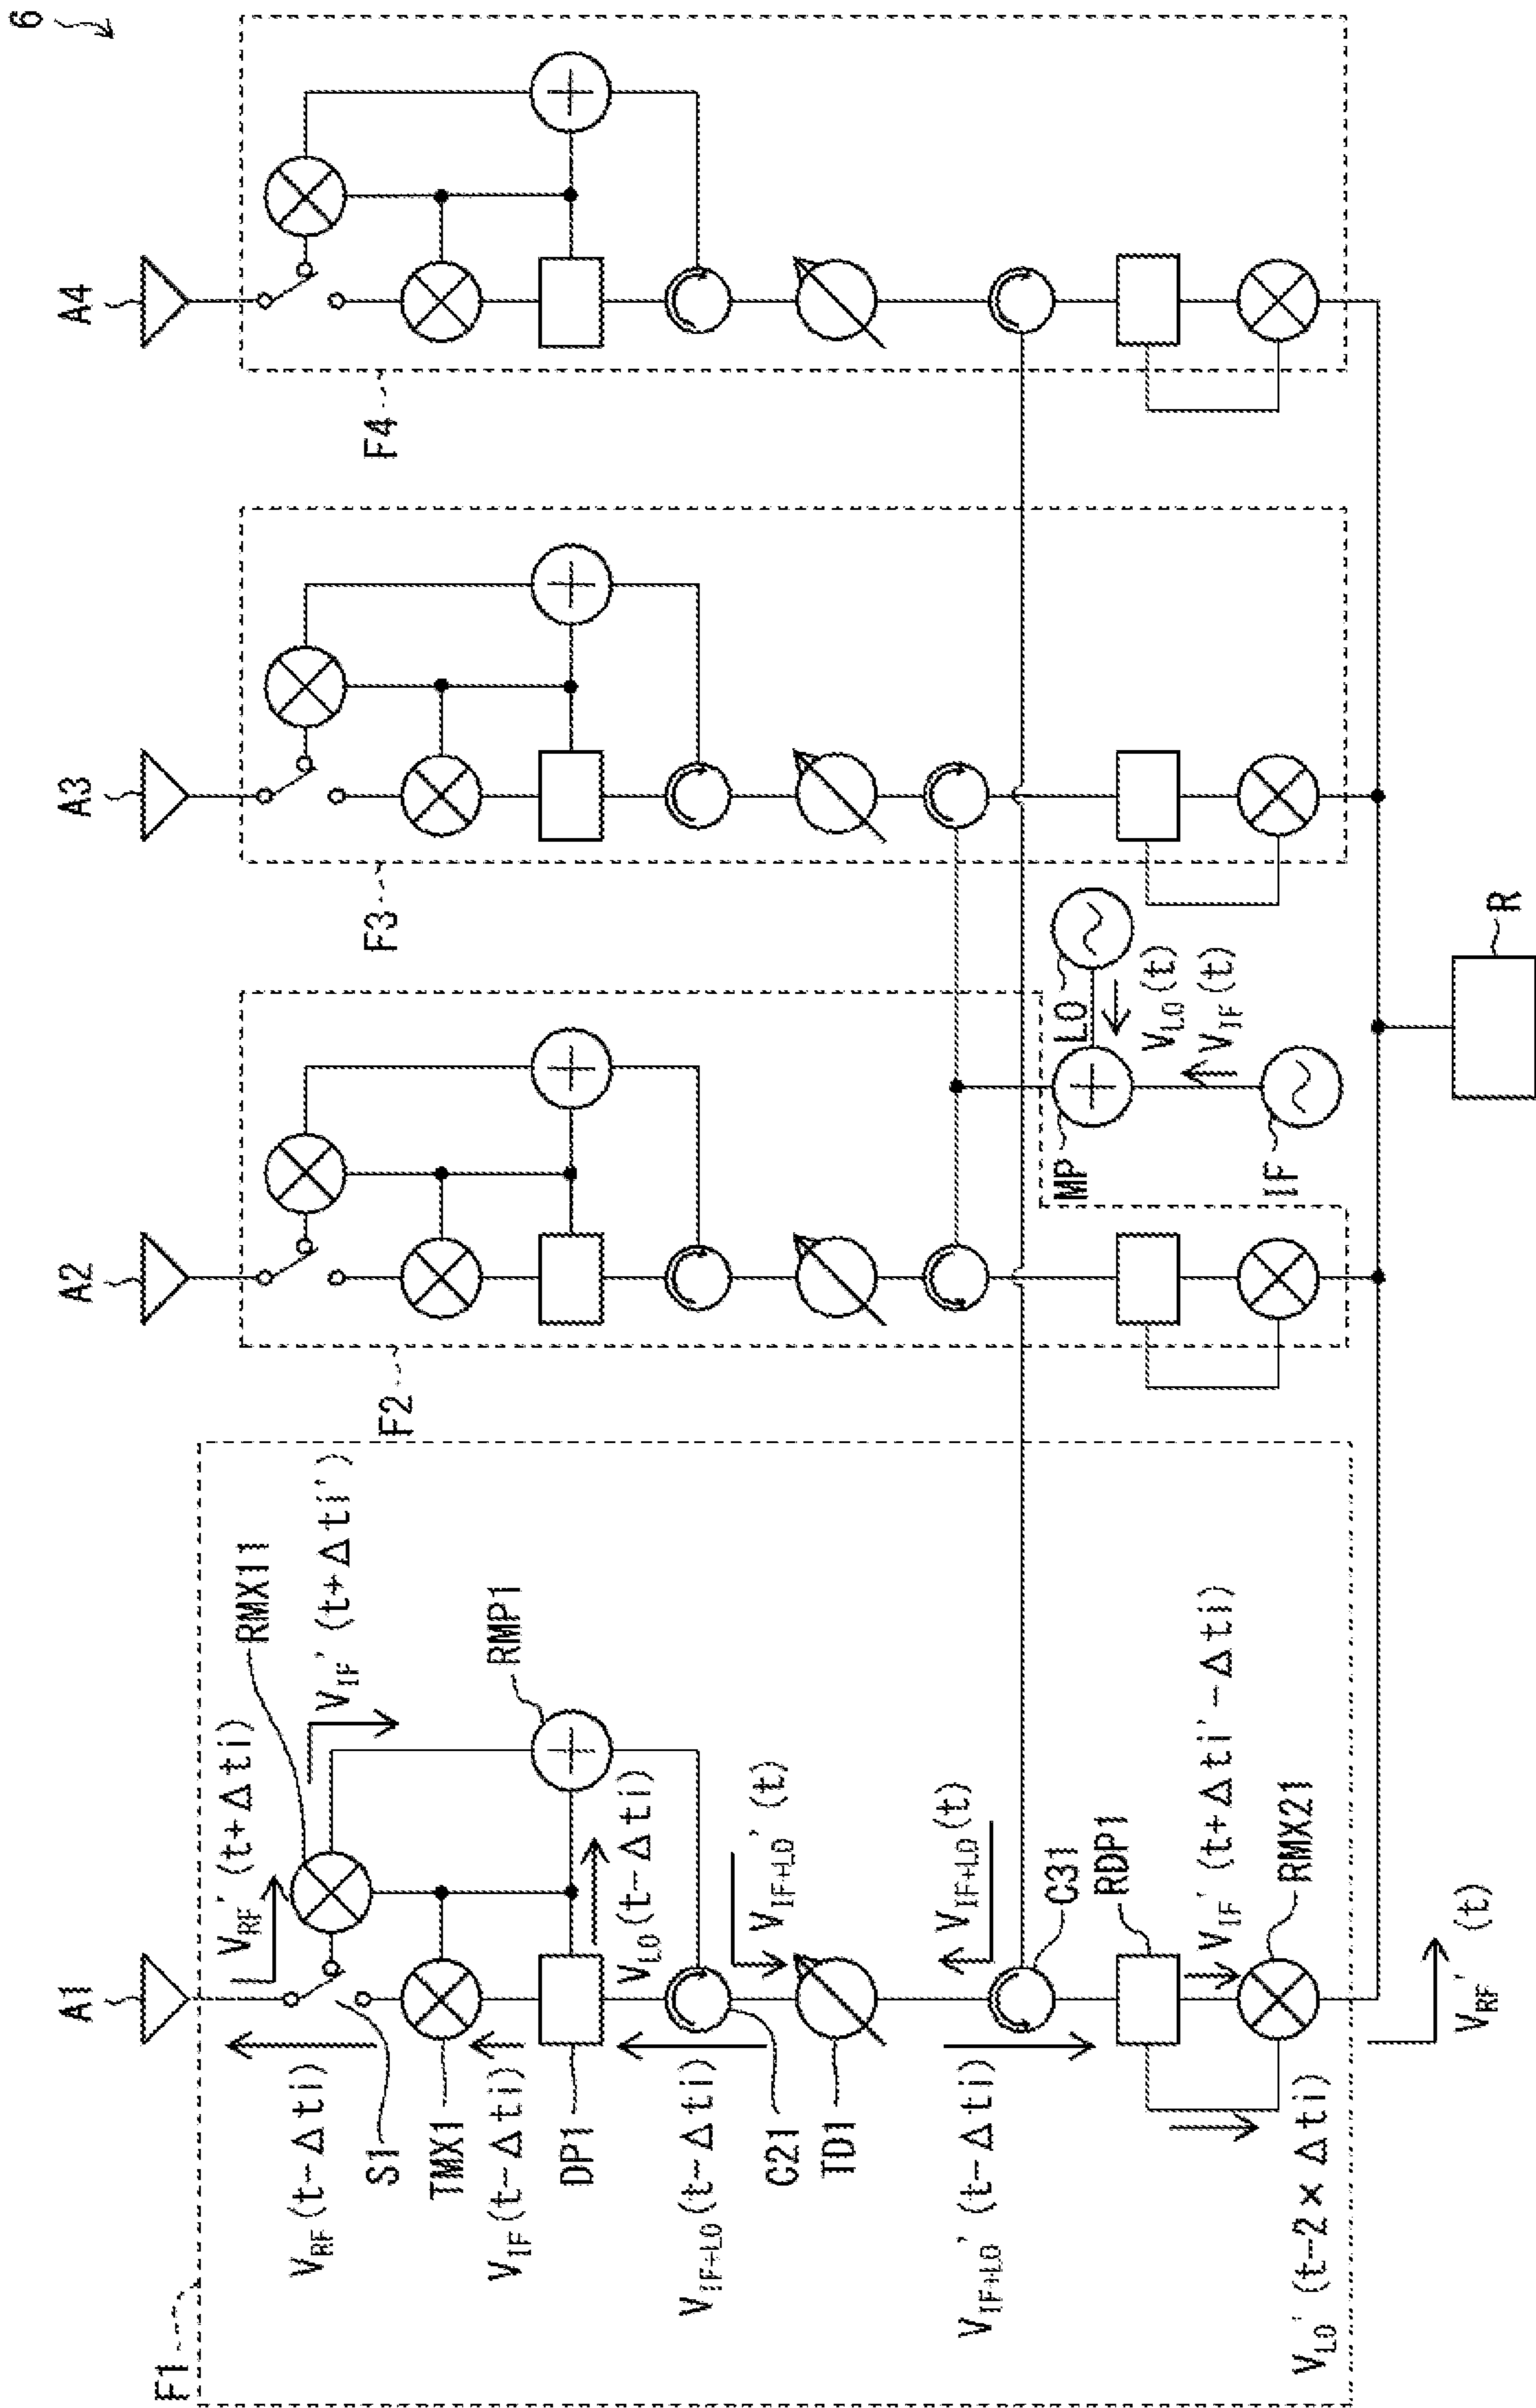 6
A1
A2
A3
A4
F1
F2
F3
F4
V_RF'(t+Δti)
RMX11
V_IF'(t+Δti')
V_RF(t-Δti)
S1
TMX1
V_IF(t-Δti)
DP1
RMP1
V_LO(t-Δti)
V_IF+LO(t-Δti)
C21
V_IF+LO'(t)
TD1
V_IF+LO(t)
V_IF+LO'(t-Δti)
C31
RDP1
V_IF'(t+Δti'-Δti)
RMX21
V_LO'(t-2×Δti)
V_RF'(t)
MP
LO
V_LO(t)
V_IF(t)
IF
R